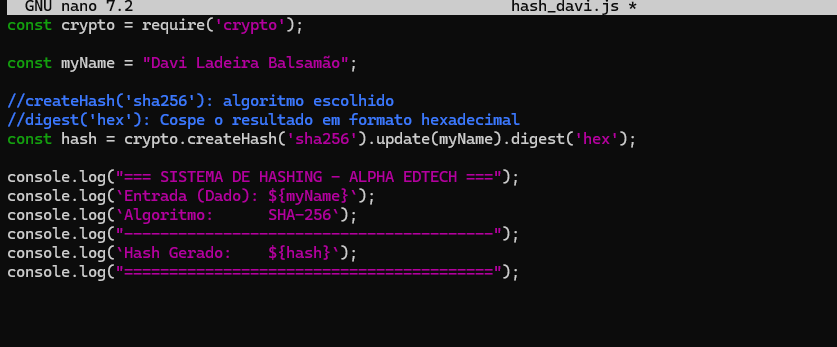 GNU nano 7.2 hash_davi.js *
const crypto = require('crypto');
const myName = "Davi Ladeira Balsamão";
//createHash('sha256'): algoritmo escolhido
//digest('hex'): Cospe o resultado em formato hexadecimal
const hash = crypto.createHash('sha256').update(myName).digest('hex');
console.log("=== SISTEMA DE HASHING - ALPHA EDTECH ===");
console.log(`Entrada (Dado): ${myName}`);
console.log(`Algoritmo:      SHA-256`);
console.log("-----------------------------------------");
console.log(`Hash Gerado:    ${hash}`);
console.log("=========================================");